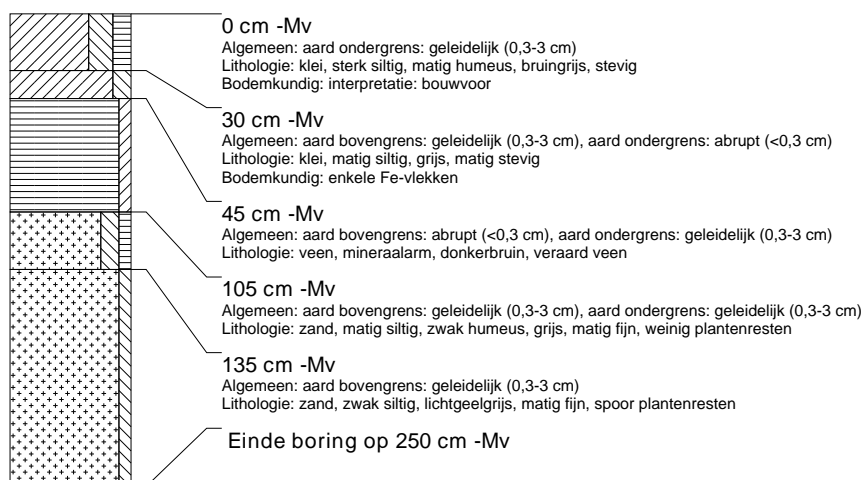 0 cm -Mv
Algemeen: aard ondergrens: geleidelijk (0,3-3 cm)
Lithologie: klei, sterk siltig, matig humeus, bruingrijs, stevig
Bodemkundig: interpretatie: bouwvoor
30 cm -Mv
Algemeen: aard bovengrens: geleidelijk (0,3-3 cm), aard ondergrens: abrupt (<0,3 cm)
Lithologie: klei, matig siltig, grijs, matig stevig
Bodemkundig: enkele Fe-vlekken
45 cm -Mv
Algemeen: aard bovengrens: abrupt (<0,3 cm), aard ondergrens: geleidelijk (0,3-3 cm)
Lithologie: veen, mineraalarm, donkerbruin, veraard veen
105 cm -Mv
Algemeen: aard bovengrens: geleidelijk (0,3-3 cm), aard ondergrens: geleidelijk (0,3-3 cm)
Lithologie: zand, matig siltig, zwak humeus, grijs, matig fijn, weinig plantenresten
135 cm -Mv
Algemeen: aard bovengrens: geleidelijk (0,3-3 cm)
Lithologie: zand, zwak siltig, lichtgeelgrijs, matig fijn, spoor plantenresten
Einde boring op 250 cm -Mv